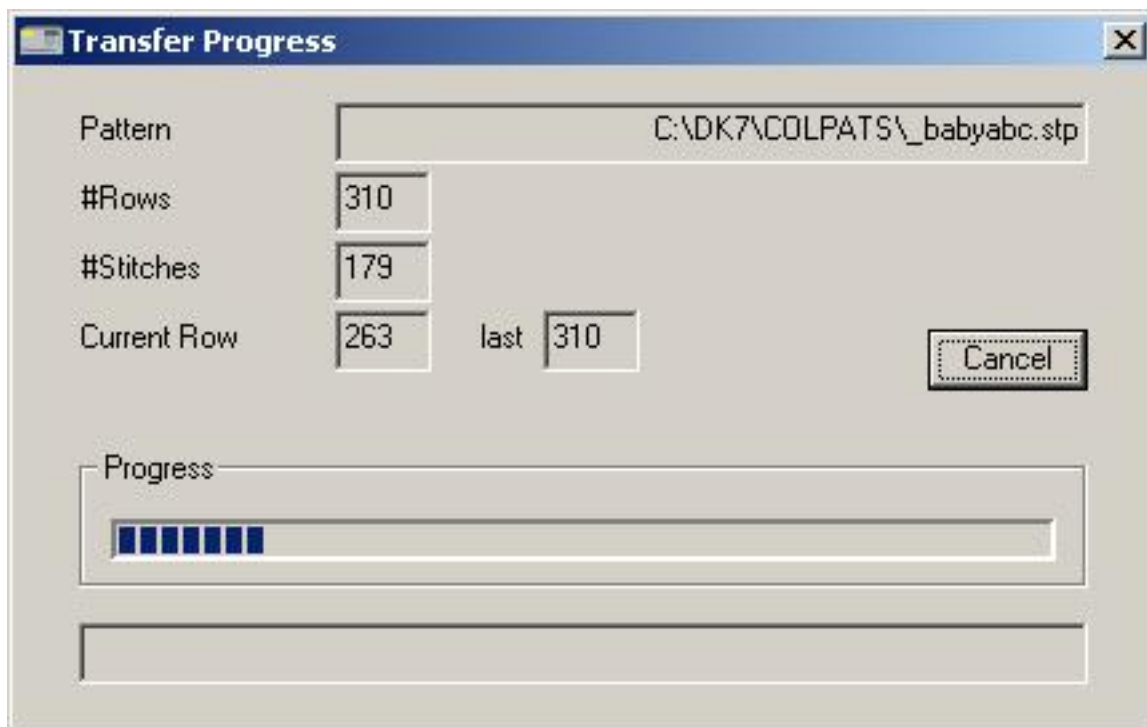 Transfer Progress
Pattern C:\DK7\COLPATS\_babyabc.stp
#Rows 310
#Stitches 179
Current Row 263 last 310
Cancel
Progress